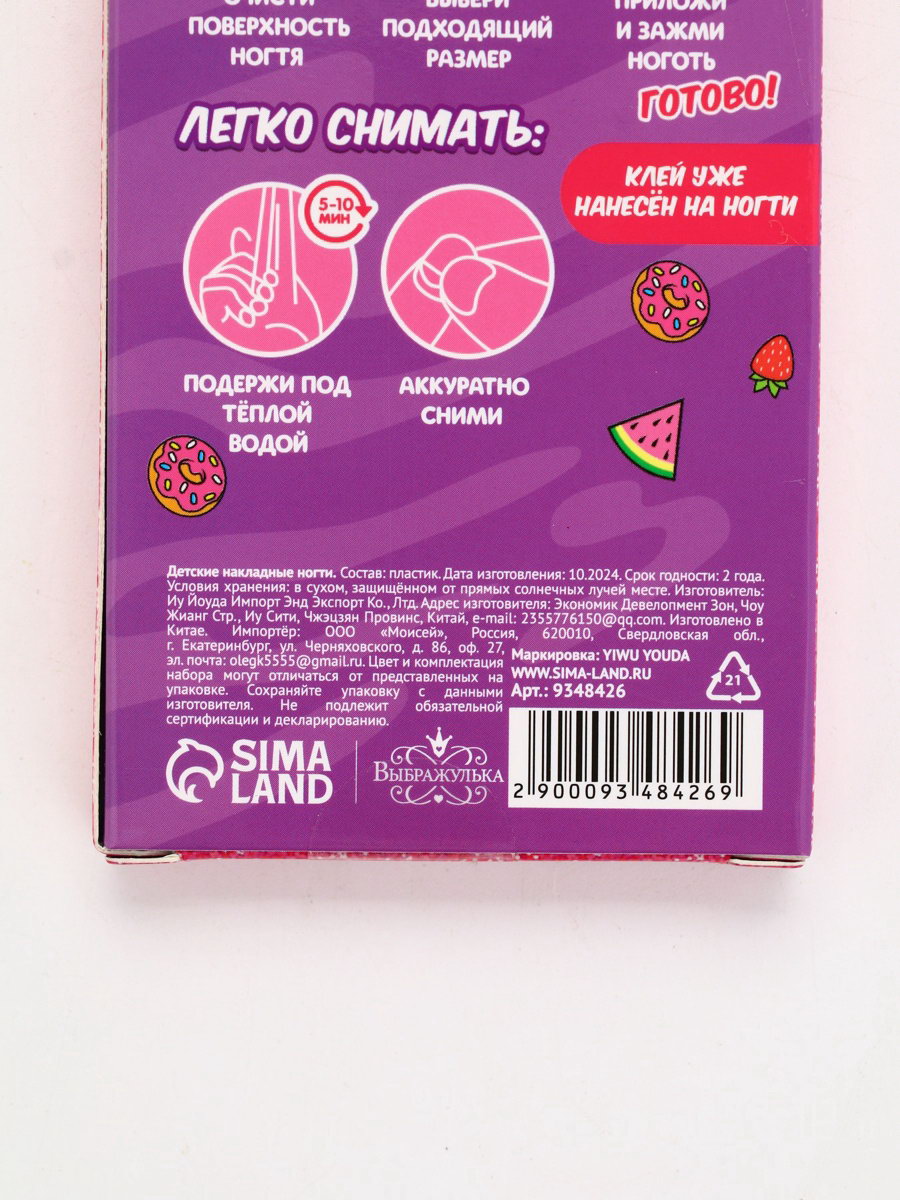 ОЧИСТИ
ПОВЕРХНОСТЬ
НОГТЯ
ВЫБЕРИ
ПОДХОДЯЩИЙ
РАЗМЕР
ПРИЛОЖИ
И ЗАЖМИ
НОГОТЬ
ГОТОВО!
ЛЕГКО СНИМАТЬ:
КЛЕЙ УЖЕ
НАНЕСЁН НА НОГТИ
5-10
МИН
ПОДЕРЖИ ПОД
ТЁПЛОЙ
ВОДОЙ
АККУРАТНО
СНИМИ
Детские накладные ногти. Состав: пластик. Дата изготовления: 10.2024. Срок годности: 2 года.
Условия хранения: в сухом, защищённом от прямых солнечных лучей месте. Изготовитель:
Иу Йоуда Импорт Энд Экспорт Ко., Лтд. Адрес изготовителя: Экономик Девелопмент Зон, Чоу
Жианг Стр., Иу Сити, Чжэцзян Провинс, Китай, e-mail: 2355776150@qq.com. Изготовлено в
Китае. Импортёр: ООО «Моисей», Россия, 620010, Свердловская обл.,
г. Екатеринбург, ул. Черняховского, д. 86, оф. 27,
эл. почта: olegk5555@gmail.ru. Цвет и комплектация
набора могут отличаться от представленных на
упаковке. Сохраняйте упаковку с данными
изготовителя. Не подлежит обязательной
сертификации и декларированию.
Маркировка: YIWU YOUDA
WWW.SIMA-LAND.RU
Арт.: 9348426
21
SIMA
LAND
ВЫБРАЖУЛЬКА
2 900093 484269